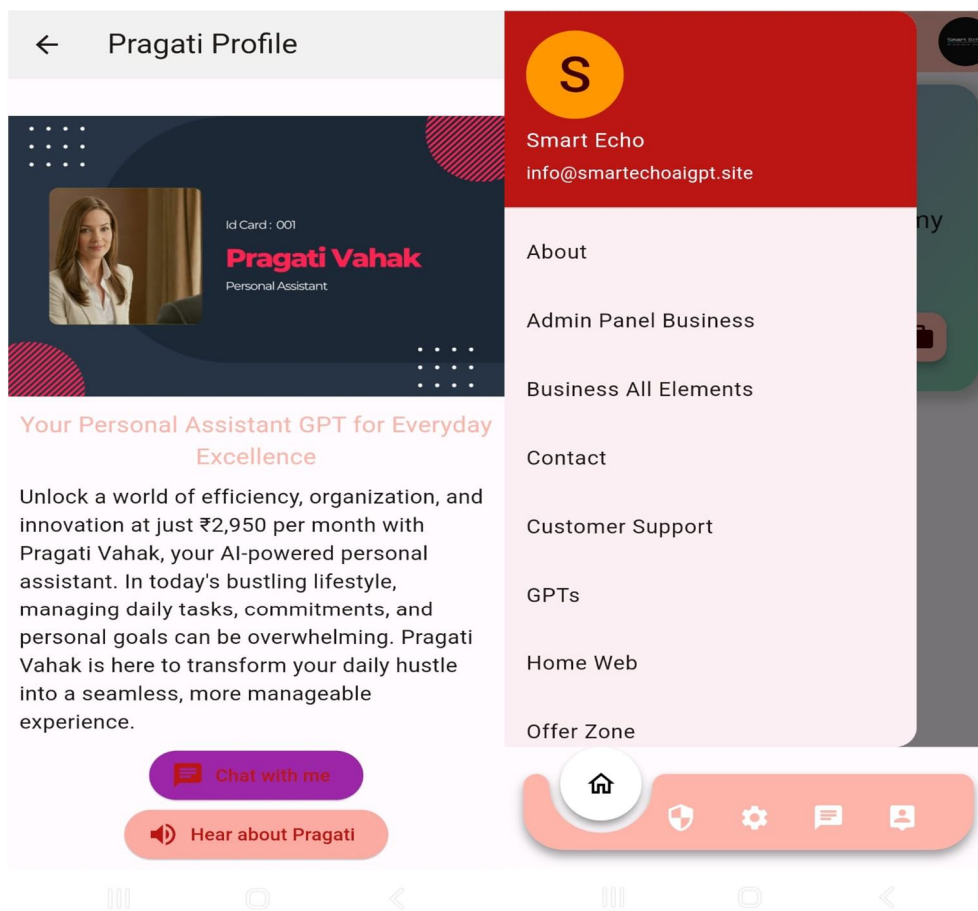 Pragati Profile
Id Card : 001
Pragati Vahak
Personal Assistant
Your Personal Assistant GPT for Everyday
Excellence
Unlock a world of efficiency, organization, and
innovation at just ₹2,950 per month with
Pragati Vahak, your AI-powered personal
assistant. In today's bustling lifestyle,
managing daily tasks, commitments, and
personal goals can be overwhelming. Pragati
Vahak is here to transform your daily hustle
into a seamless, more manageable
experience.
Chat with me
Hear about Pragati
S
Smart Echo
info@smartechoaigpt.site
About
Admin Panel Business
Business All Elements
Contact
Customer Support
GPTs
Home Web
Offer Zone